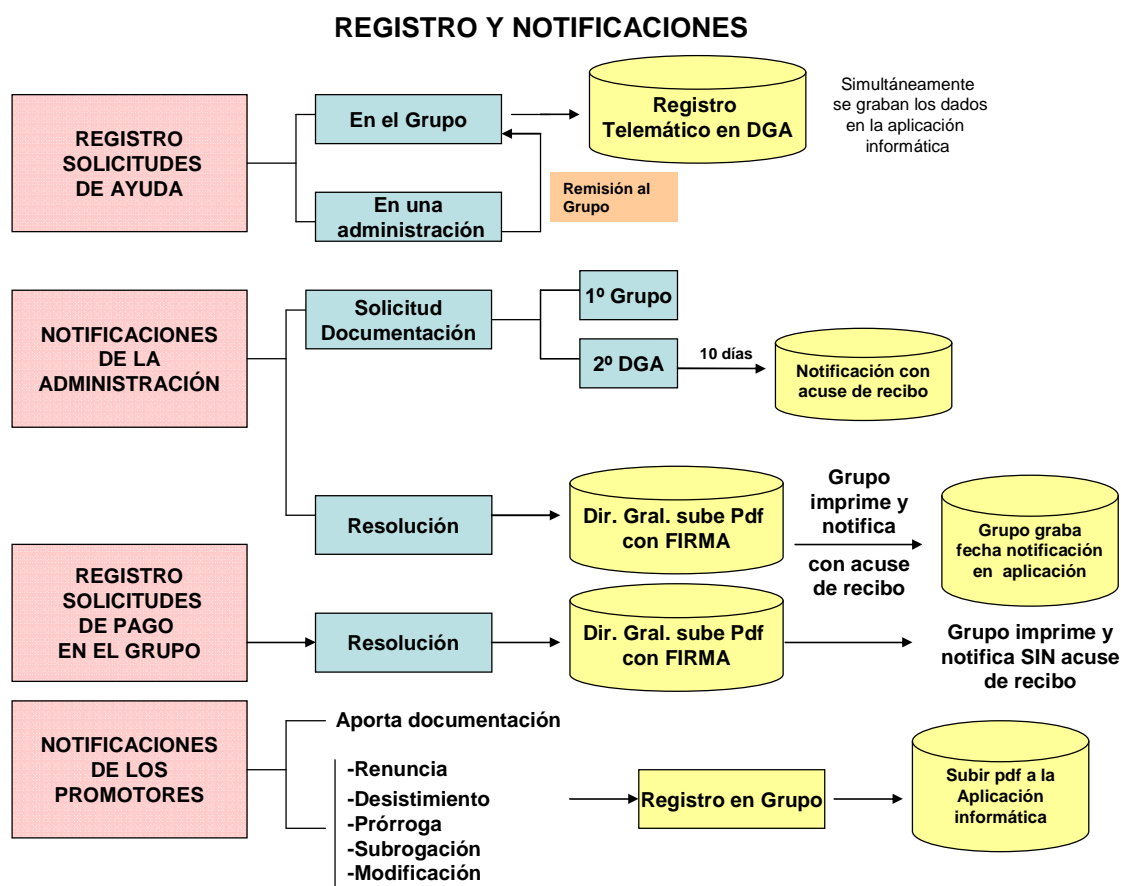 REGISTRO Y NOTIFICACIONES
REGISTRO
SOLICITUDES
DE AYUDA
En el Grupo
Registro
Telemático en DGA
Simultáneamente
se graban los dados
en la aplicación
informática
Remisión al
Grupo
En una
administración
NOTIFICACIONES
DE LA
ADMINISTRACIÓN
Solicitud
Documentación
1º Grupo
2º DGA
10 días
Notificación con
acuse de recibo
Resolución
Dir. Gral. sube Pdf
con FIRMA
Grupo
imprime y
notifica
con acuse
de recibo
Grupo graba
fecha notificación
en aplicación
REGISTRO
SOLICITUDES
DE PAGO
EN EL GRUPO
Resolución
Dir. Gral. sube Pdf
con FIRMA
Grupo imprime y
notifica SIN acuse
de recibo
NOTIFICACIONES
DE LOS
PROMOTORES
Aporta documentación
-Renuncia
-Desistimiento
-Prórroga
-Subrogación
-Modificación
Registro en Grupo
Subir pdf a la
Aplicación
informática